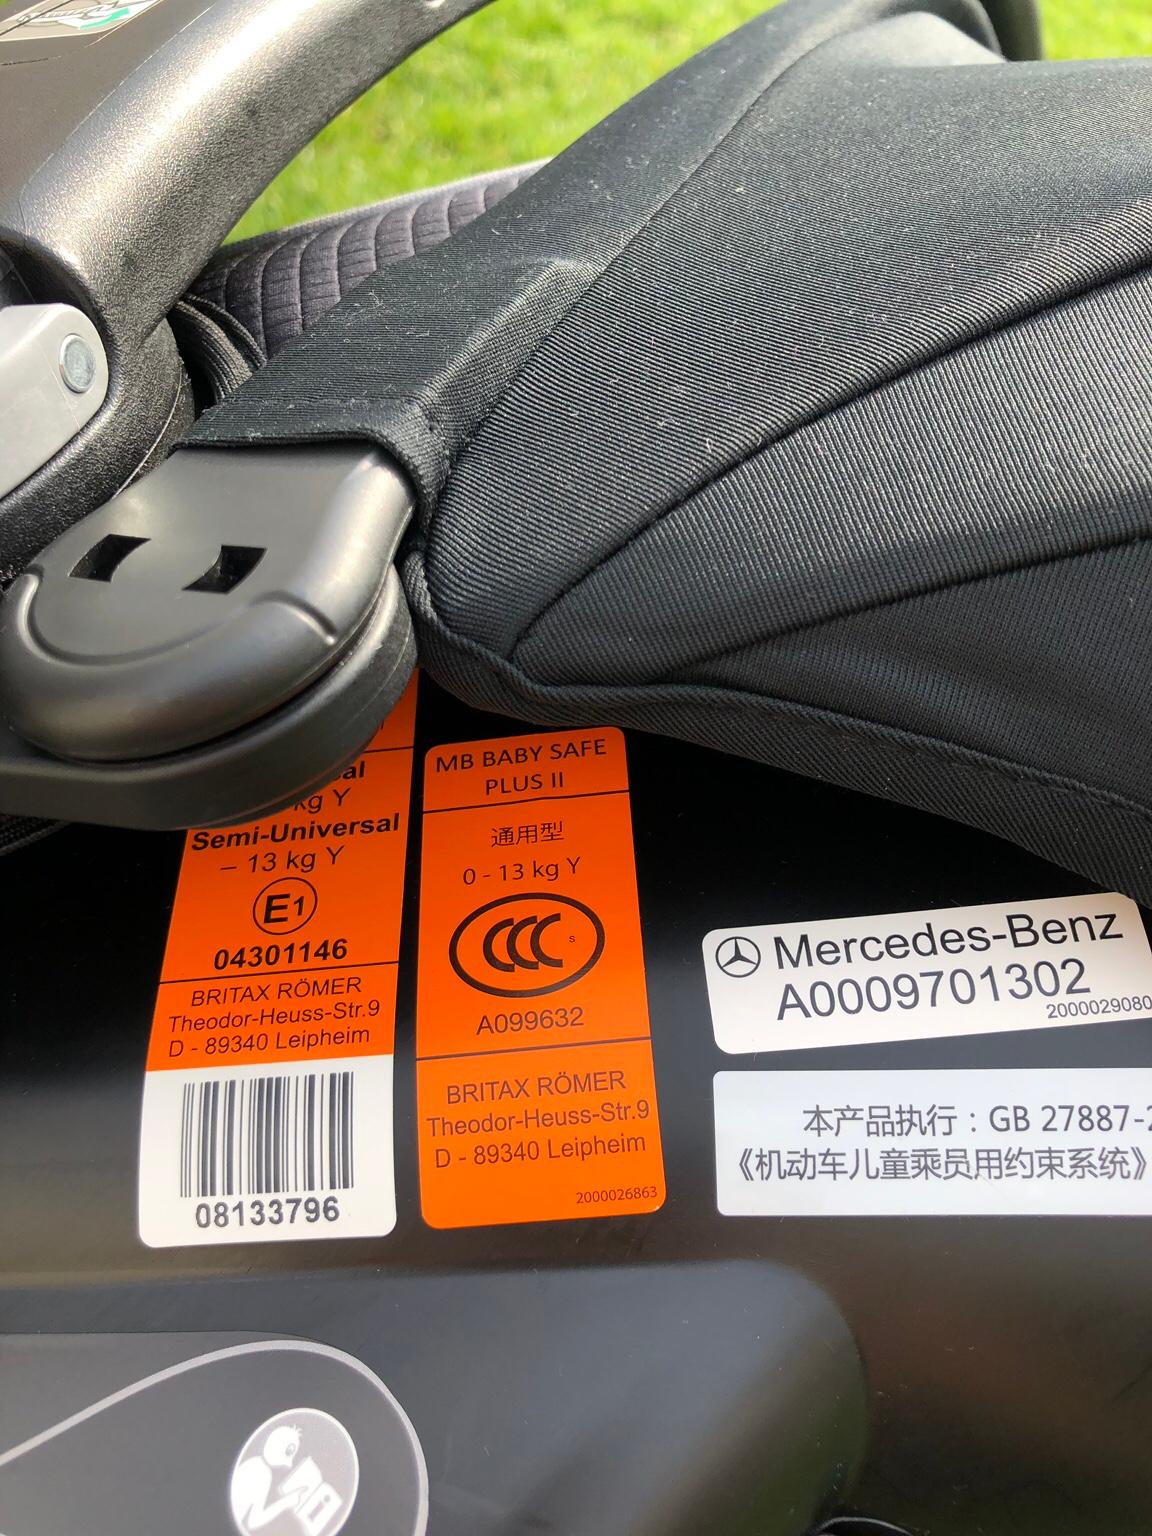 kg Y
Semi-Universal
– 13 kg Y
E1
04301146
BRITAX RÖMER
Theodor-Heuss-Str.9
D - 89340 Leipheim
08133796
MB BABY SAFE
PLUS II
通用型
0 - 13 kg Y
CCC S
A099632
BRITAX RÖMER
Theodor-Heuss-Str.9
D - 89340 Leipheim
2000026863
Mercedes-Benz
A0009701302
2000029080
本产品执行：GB 27887-2
《机动车儿童乘员用约束系统》